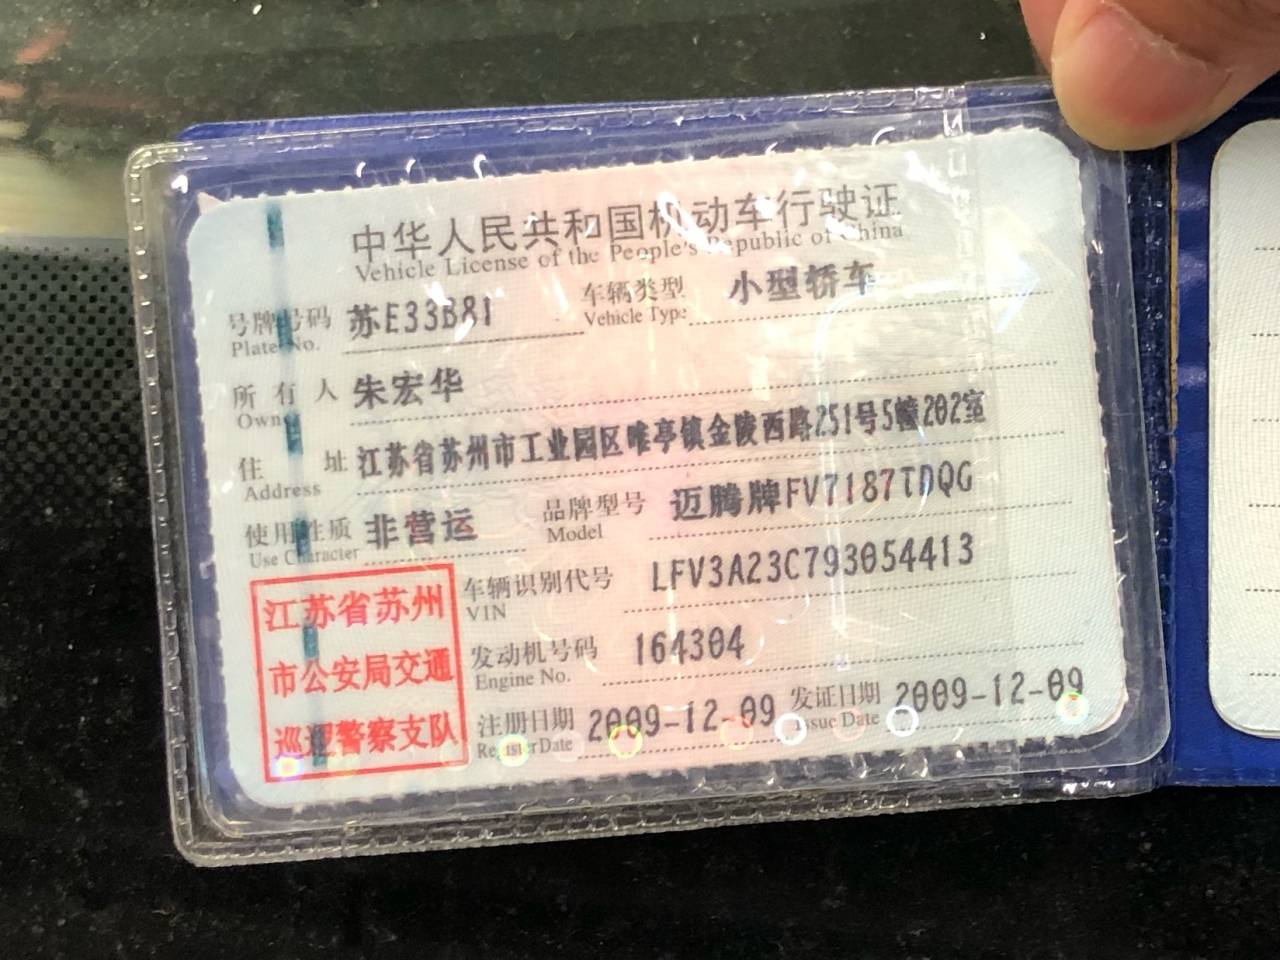 中华人民共和国机动车行驶证
Vehicle License of the People's Republic of China
号牌号码 苏E33B81 车辆类型 小型轿车
Plate No. Vehicle Type
所有人 朱宏华
Owner
住址 江苏省苏州市工业园区唯亭镇金陵西路251号5幢202室
Address
使用性质 非营运 品牌型号 迈腾牌FV7187TDQG
Use Character Model
车辆识别代号 LFV3A23C793054413
VIN
发动机号码 164304
Engine No.
注册日期 2009-12-09 发证日期 2009-12-09
Register Date Issue Date
江苏省苏州
市公安局交通
巡逻警察支队